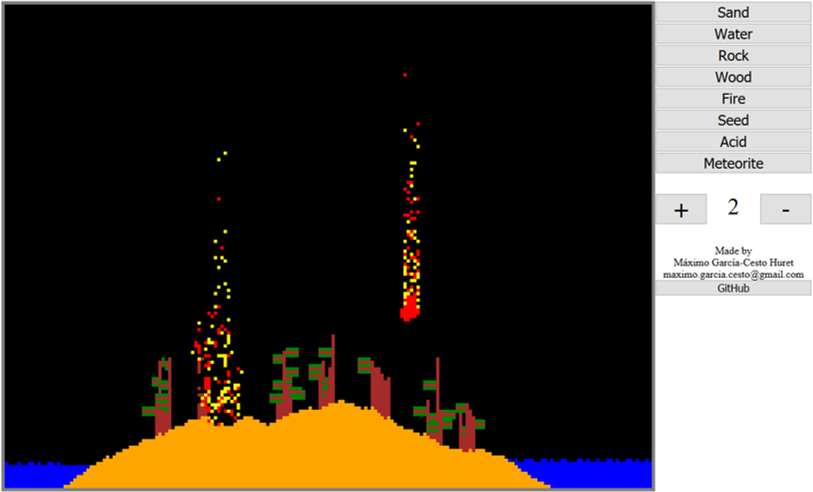 Sand
Water
Rock
Wood
Fire
Seed
Acid
Meteorite
+ 2 -
Made by
Máximo García-Cesto Huret
maximo.garcia.cesto@gmail.com
GitHub